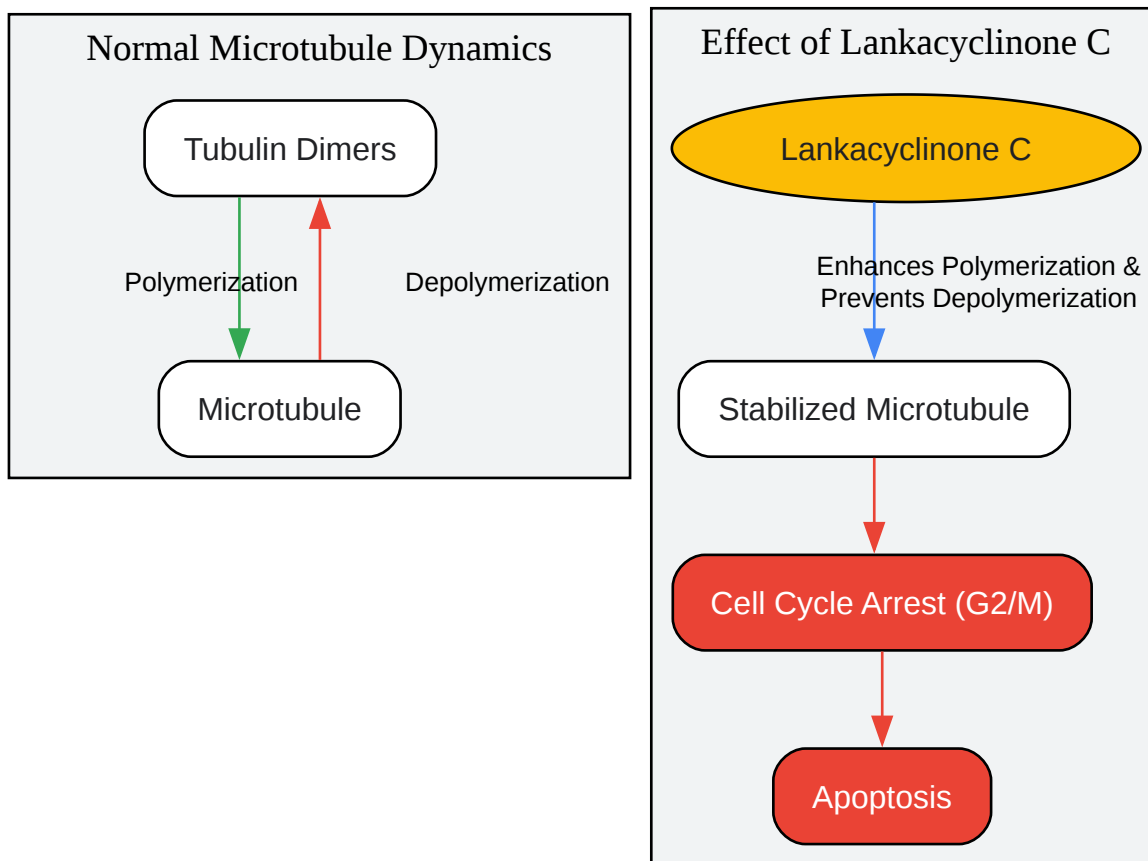 Normal Microtubule Dynamics
Tubulin Dimers
Polymerization
Depolymerization
Microtubule
Effect of Lankacyclinone C
Lankacyclinone C
Enhances Polymerization &
Prevents Depolymerization
Stabilized Microtubule
Cell Cycle Arrest (G2/M)
Apoptosis